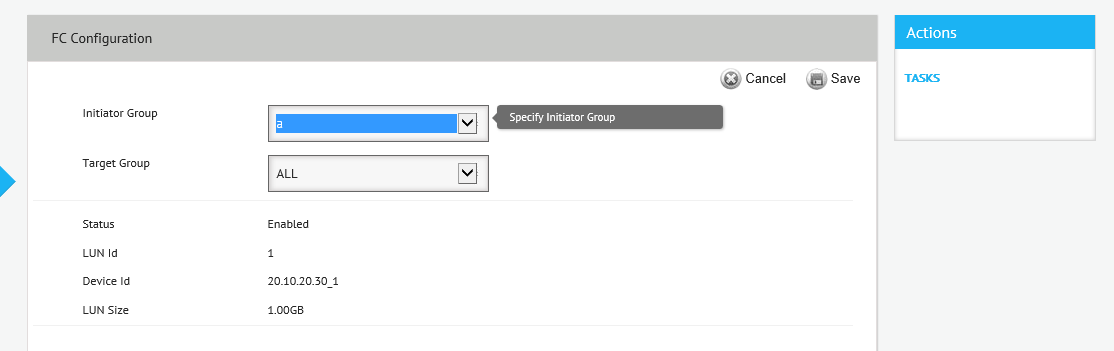 FC Configuration
Cancel Save
Initiator Group a Specify Initiator Group
Target Group ALL
Status Enabled
LUN Id 1
Device Id 20.10.20.30_1
LUN Size 1.00GB
Actions
TASKS